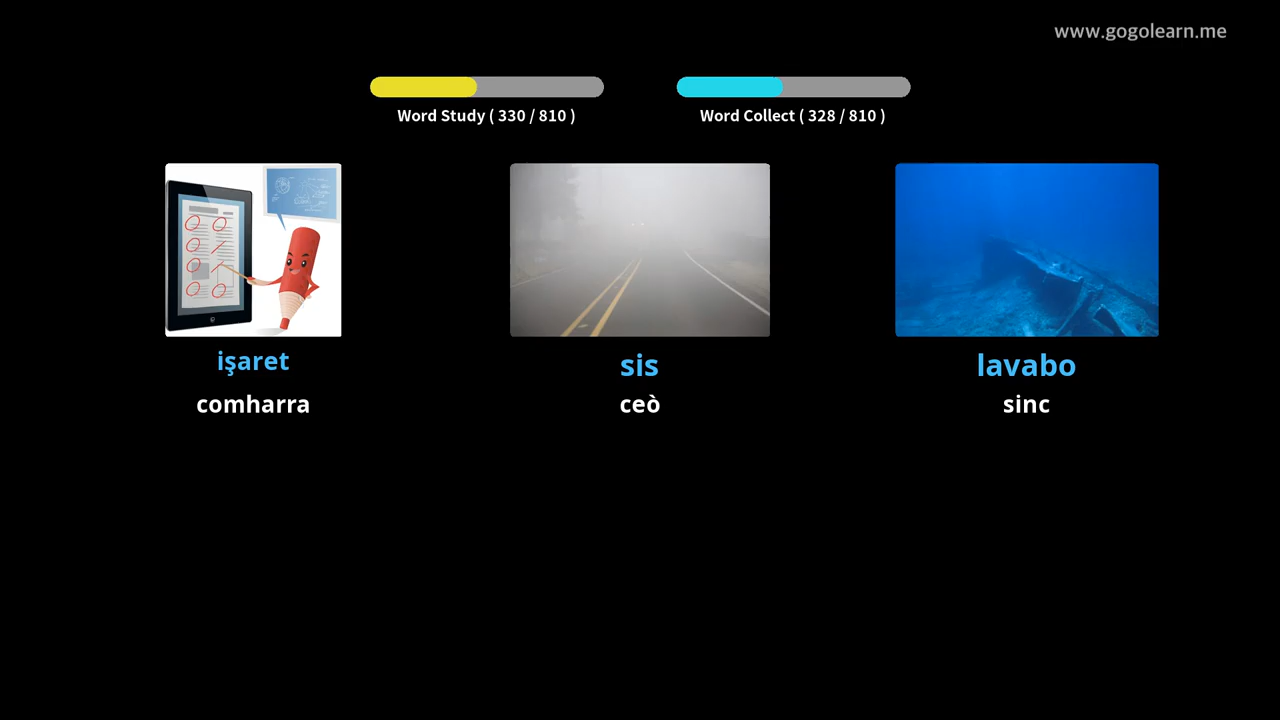 www.gogolearn.me
Word Study ( 330 / 810 )
Word Collect ( 328 / 810 )
işaret
sis
lavabo
comharra
ceò
sinc